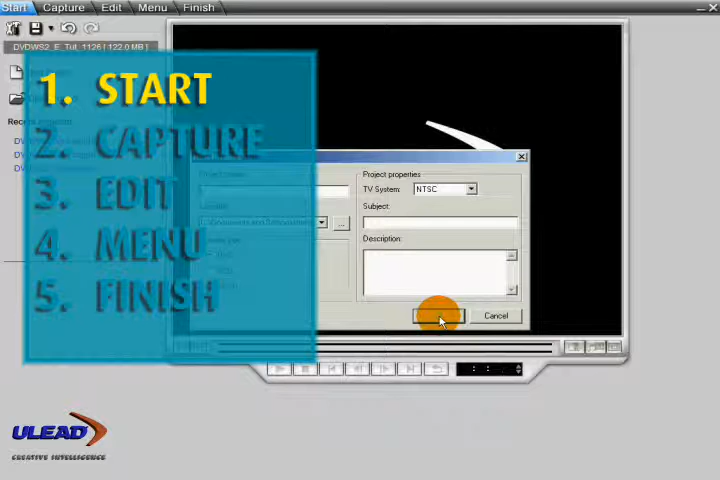 Start Capture Edit Menu Finish
DVDWS2_E_Tut_1126 [ 122.0 MB ]
1. START
2. CAPTURE
3. EDIT
4. MENU
5. FINISH
Project properties
TV System: NTSC
Subject:
Description:
...
Cancel
ULEAD
CREATIVE INTELLIGENCE